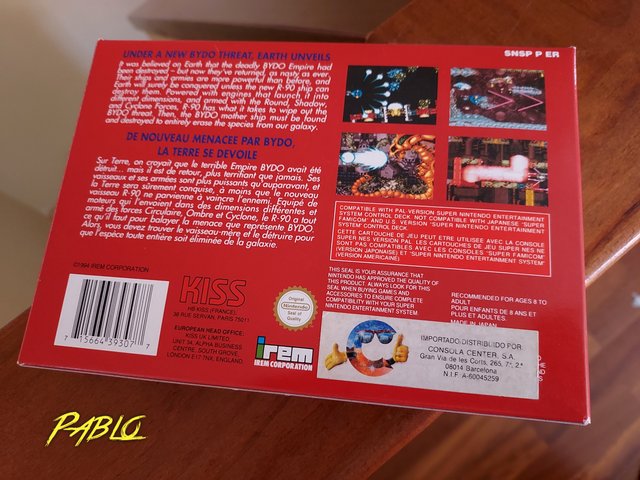 UNDER A NEW BYDO THREAT, EARTH UNVEILS
It was believed on Earth that the deadly BYDO Empire had
been destroyed - but now they've returned, as nasty as ever.
Their ships and armies are more powerful than before, and
Earth will surely be conquered unless the new R-90 ship can
destroy them. Powered with engines that launch it into
different dimensions, and armed with the Round, Shadow,
and Cyclone Forces, R-90 has what it takes to wipe out the
BYDO threat. Then, the BYDO mother ship must be found
and destroyed to entirely erase the species from our galaxy.
DE NOUVEAU MENACEE PAR BYDO,
LA TERRE SE DEVOILE
Sur Terre, on croyait que le terrible Empire BYDO avait été
détruit... mais il est de retour, plus terrifiant que jamais. Ses
vaisseaux et ses armées sont plus puissants qu'auparavant, et
la Terre sera sûrement conquise, à moins que le nouveau
vaisseau R-90 ne parvienne à vaincre l'ennemi. Equipé de
moteurs qui l'envoient dans des dimensions différentes et
armé des forces Circulaire, Ombre et Cyclone, le R-90 a tout
ce qu'il faut pour balayer la menace que représente BYDO.
Alors, vous devez trouver le vaisseau-mère et le détruire pour
que l'espèce toute entière soit éliminée de la galaxie.
SNSP P ER
COMPATIBLE WITH PAL-VERSION SUPER NINTENDO ENTERTAINMENT
SYSTEM CONTROL DECK. NOT COMPATIBLE WITH JAPANESE "SUPER
FAMICOM" AND U.S. VERSION "SUPER NINTENDO ENTERTAINMENT
SYSTEM" CONTROL DECK
CETTE CARTOUCHE DE JEU PEUT ETRE UTILISEE AVEC LA CONSOLE
SUPER NES VERSION PAL. LES CARTOUCHES DE JEU SUPER NES NE
SONT PAS COMPATIBLES AVEC LES CONSOLES "SUPER FAMICOM"
(VERSION JAPONAISE) ET "SUPER NINTENDO ENTERTAINMENT SYSTEM"
(VERSION AMERICAINE)
©1994 IREM CORPORATION
7 15664 39307 7
KISS
HB-KISS (FRANCE)
38 RUE SERVAN, PARIS 75011
EUROPEAN HEAD OFFICE:
KISS UK LIMITED,
UNIT 34, ALPHA BUSINESS
CENTRE, SOUTH GROVE,
LONDON E17 7NX, ENGLAND
Original
Nintendo
Seal of
Quality
irem
IREM CORPORATION
THIS SEAL IS YOUR ASSURANCE THAT
NINTENDO HAS APPROVED THE QUALITY OF
THIS PRODUCT. ALWAYS LOOK FOR THIS
SEAL WHEN BUYING GAMES AND
ACCESSORIES TO ENSURE COMPLETE
COMPATIBILITY WITH YOUR SUPER
NINTENDO ENTERTAINMENT SYSTEM
RECOMMENDED FOR AGES 8 TO
ADULT
POUR ENFANTS DE 8 ANS ET
PLUS ET ADULTES.
MADE IN JAPAN
IMPORTADO DISTRIBUIDO POR:
CONSULA CENTER, S.A.
Gran Via de les Corts, 265, 7º, 2ª
08014 Barcelona
N.I.F. A-60045259
PABLO